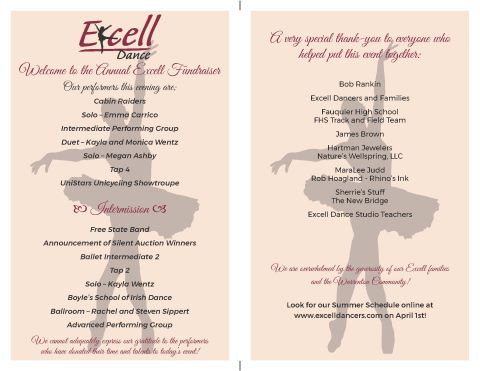 Excell
Dance
Welcome to the Annual Excell Fundraiser
Our performers this evening are:
Cabin Raiders
Solo - Emma Carrico
Intermediate Performing Group
Duet - Kayla and Monica Wentz
Solo - Megan Ashby
Tap 4
UniStars Unicycling Showtroupe
Intermission
Free State Band
Announcement of Silent Auction Winners
Ballet Intermediate 2
Tap 2
Solo - Kayla Wentz
Boyle's School of Irish Dance
Ballroom - Rachel and Steven Sippert
Advanced Performing Group
We cannot adequately express our gratitude to the performers
who have donated their time and talents to today's event!
A very special thank-you to everyone who
helped put this event together:
Bob Rankin
Excell Dancers and Families
Fauquier High School
FHS Track and Field Team
James Brown
Hartman Jewelers
Nature's Wellspring, LLC
MaraLee Judd
Rob Hoagland - Rhino's Ink
Sherrie's Stuff
The New Bridge
Excell Dance Studio Teachers
We are overwhelmed by the generosity of our Excell families
and the Warrenton Community!
Look for our Summer Schedule online at
www.excelldancers.com on April 1st!